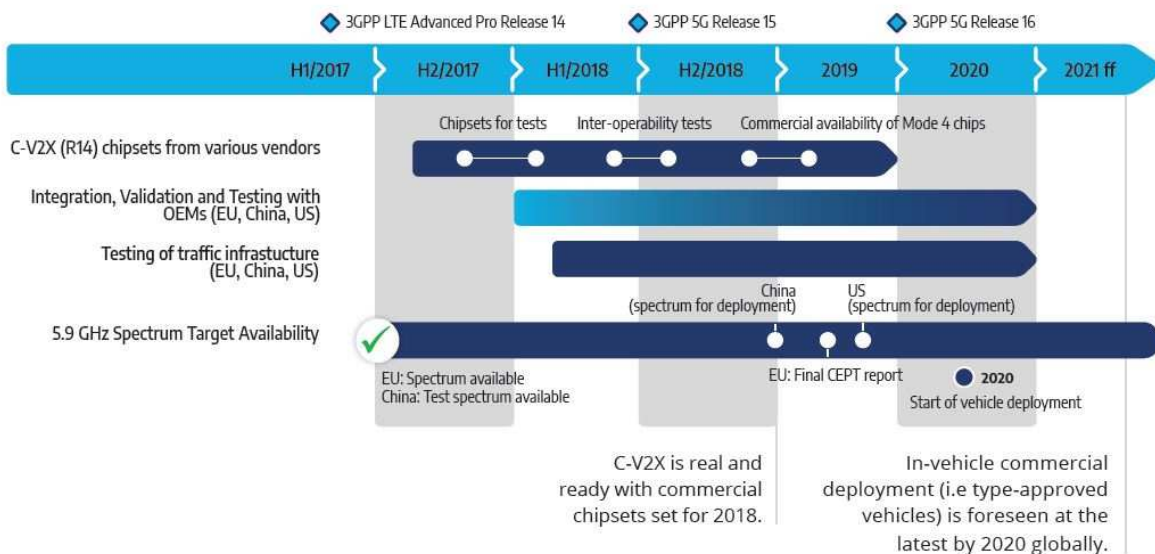 3GPP LTE Advanced Pro Release 14
3GPP 5G Release 15
3GPP 5G Release 16
H1/2017
H2/2017
H1/2018
H2/2018
2019
2020
2021 ff
Chipsets for tests
Inter-operability tests
Commercial availability of Mode 4 chips
C-V2X (R14) chipsets from various vendors
Integration, Validation and Testing with
OEMs (EU, China, US)
Testing of traffic infrastucture
(EU, China, US)
China
(spectrum for deployment)
US
(spectrum for deployment)
5.9 GHz Spectrum Target Availability
EU: Spectrum available
China: Test spectrum available
EU: Final CEPT report
2020
Start of vehicle deployment
C-V2X is real and
ready with commercial
chipsets set for 2018.
In-vehicle commercial
deployment (i.e type-approved
vehicles) is foreseen at the
latest by 2020 globally.